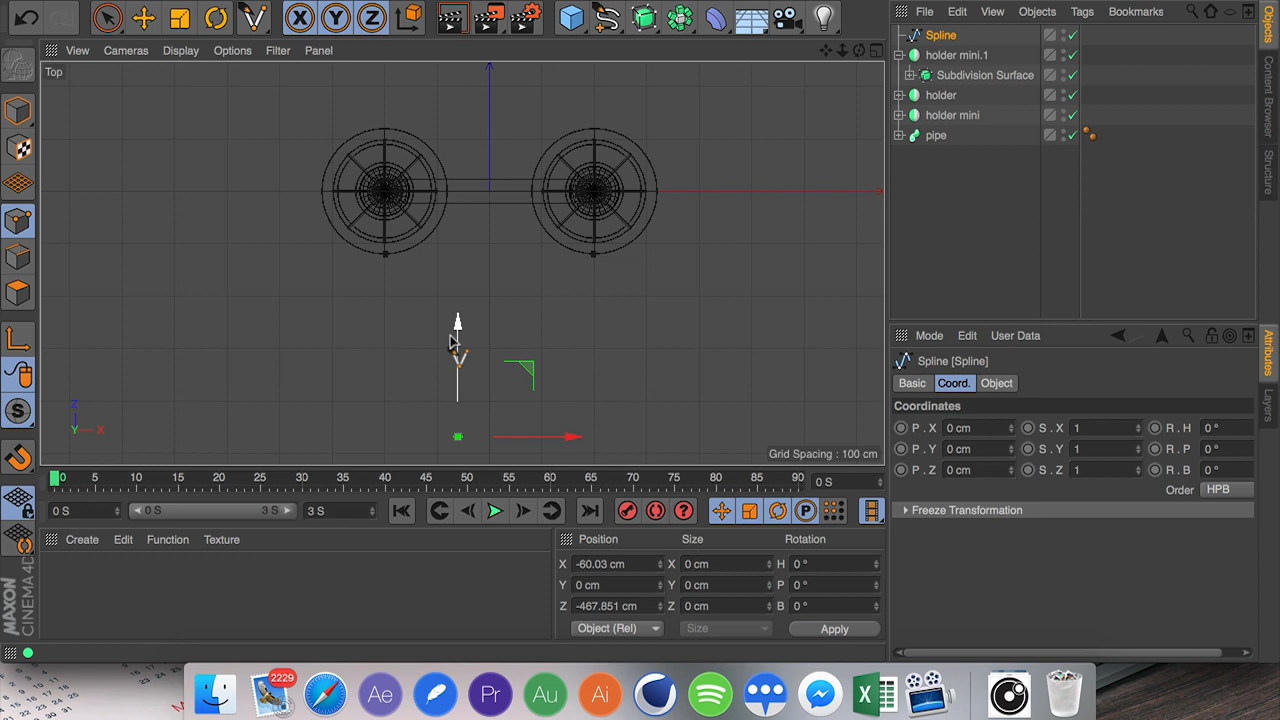 File Edit View Objects Tags Bookmarks
View Cameras Display Options Filter Panel
Top
Spline
holder mini.1
Subdivision Surface
holder
holder mini
pipe
Objects
Content Browser
Structure
Mode Edit User Data
Spline [Spline]
Basic Coord. Object
Coordinates
P . X 0 cm S . X 1 R . H 0 °
P . Y 0 cm S . Y 1 R . P 0 °
P . Z 0 cm S . Z 1 R . B 0 °
Order HPB
Freeze Transformation
Attributes
Layers
Z
Y X
Grid Spacing : 100 cm
0 5 10 15 20 25 30 35 40 45 50 55 60 65 70 75 80 85 90 0 S
0 S 0 S 3 S 3 S
Create Edit Function Texture
Position Size Rotation
X -60.03 cm X 0 cm H 0 °
Y 0 cm Y 0 cm P 0 °
Z -467.851 cm Z 0 cm B 0 °
Object (Rel) Size Apply
MAXON
CINEMA 4D
2229
Ae Pr Au Ai